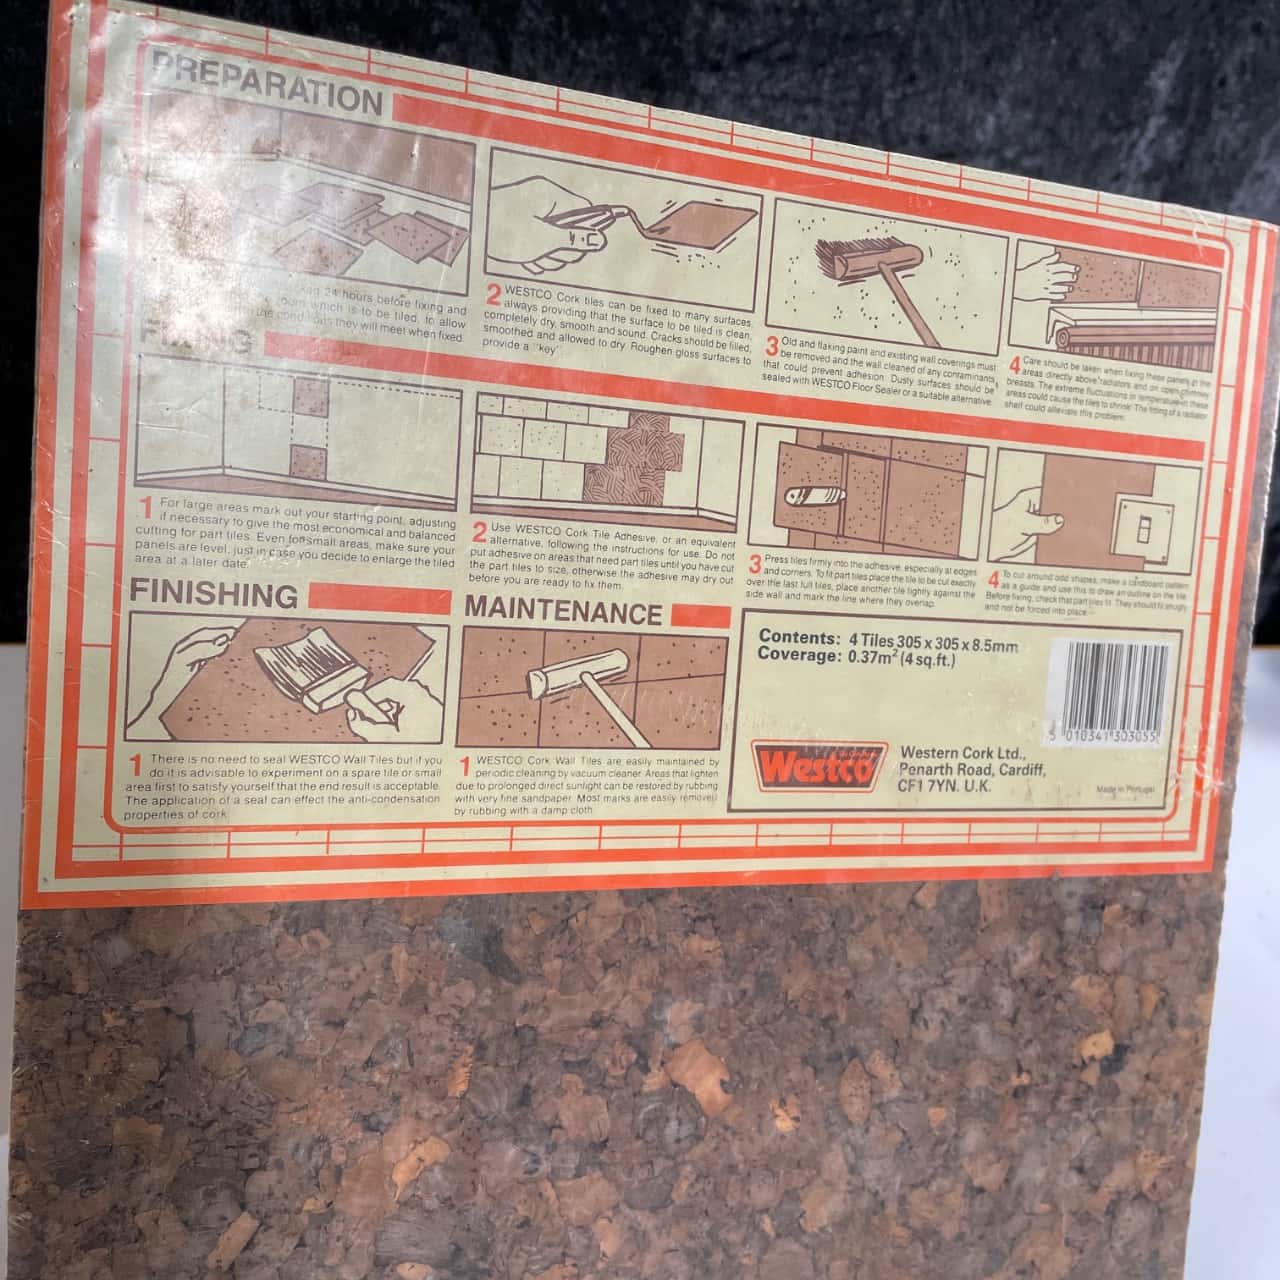 PREPARATION
24 hours before fixing and
room which is to be tiled, to allow
the conditions they will meet when fixed.
2 WESTCO Cork tiles can be fixed to many surfaces,
always providing that the surface to be tiled is clean,
completely dry, smooth and sound. Cracks should be filled,
smoothed and allowed to dry. Roughen gloss surfaces to
provide a "key"
3 Old and flaking paint and existing wall coverings must
be removed and the wall cleaned of any contaminants
that could prevent adhesion. Dusty surfaces should be
sealed with WESTCO Floor Sealer or a suitable alternative.
4 Care should be taken when fixing these panels in the
areas directly above radiators and on open chimney
breasts. The extreme fluctuations in temperature in these
areas could cause the tiles to shrink. The fitting of a radiator
shelf could alleviate this problem.
FIXING
1 For large areas mark out your starting point, adjusting
if necessary to give the most economical and balanced
cutting for part tiles. Even for small areas, make sure your
panels are level, just in case you decide to enlarge the tiled
area at a later date.
2 Use WESTCO Cork Tile Adhesive, or an equivalent
alternative, following the instructions for use. Do not
put adhesive on areas that need part tiles until you have cut
the part tiles to size, otherwise the adhesive may dry out
before you are ready to fix them.
3 Press tiles firmly into the adhesive, especially at edges
and corners. To fit part tiles place the tile to be cut exactly
over the last full tiles, place another tile tightly against the
side wall and mark the line where they overlap.
4 To cut around odd shapes, make a cardboard pattern
as a guide and use this to draw an outline on the tile.
Before fixing, check that part tiles fit. They should fit snugly
and not be forced into place.
FINISHING
1 There is no need to seal WESTCO Wall Tiles but if you
do it is advisable to experiment on a spare tile or small
area first to satisfy yourself that the end result is acceptable.
The application of a seal can effect the anti-condensation
properties of cork.
MAINTENANCE
1 WESTCO Cork Wall Tiles are easily maintained by
periodic cleaning by vacuum cleaner. Areas that lighten
due to prolonged direct sunlight can be restored by rubbing
with very fine sandpaper. Most marks are easily removed
by rubbing with a damp cloth.
Contents: 4 Tiles 305 x 305 x 8.5mm
Coverage: 0.37m² (4 sq.ft.)
5 010341 303055
Westco
Western Cork Ltd.,
Penarth Road, Cardiff,
CF1 7YN. U.K.
Made in Portugal